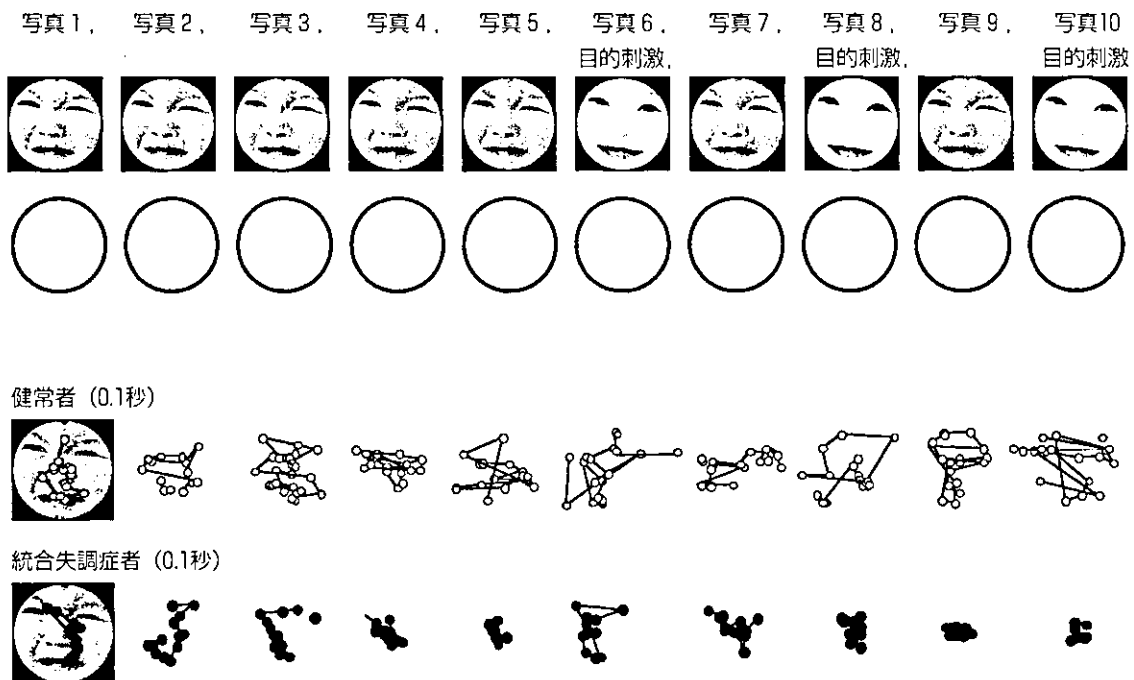 写真1, 写真2, 写真3, 写真4, 写真5, 写真6, 写真7, 写真8, 写真9, 写真10
目的刺激, 目的刺激, 目的刺激
健常者 (0.1秒)
統合失調症者 (0.1秒)